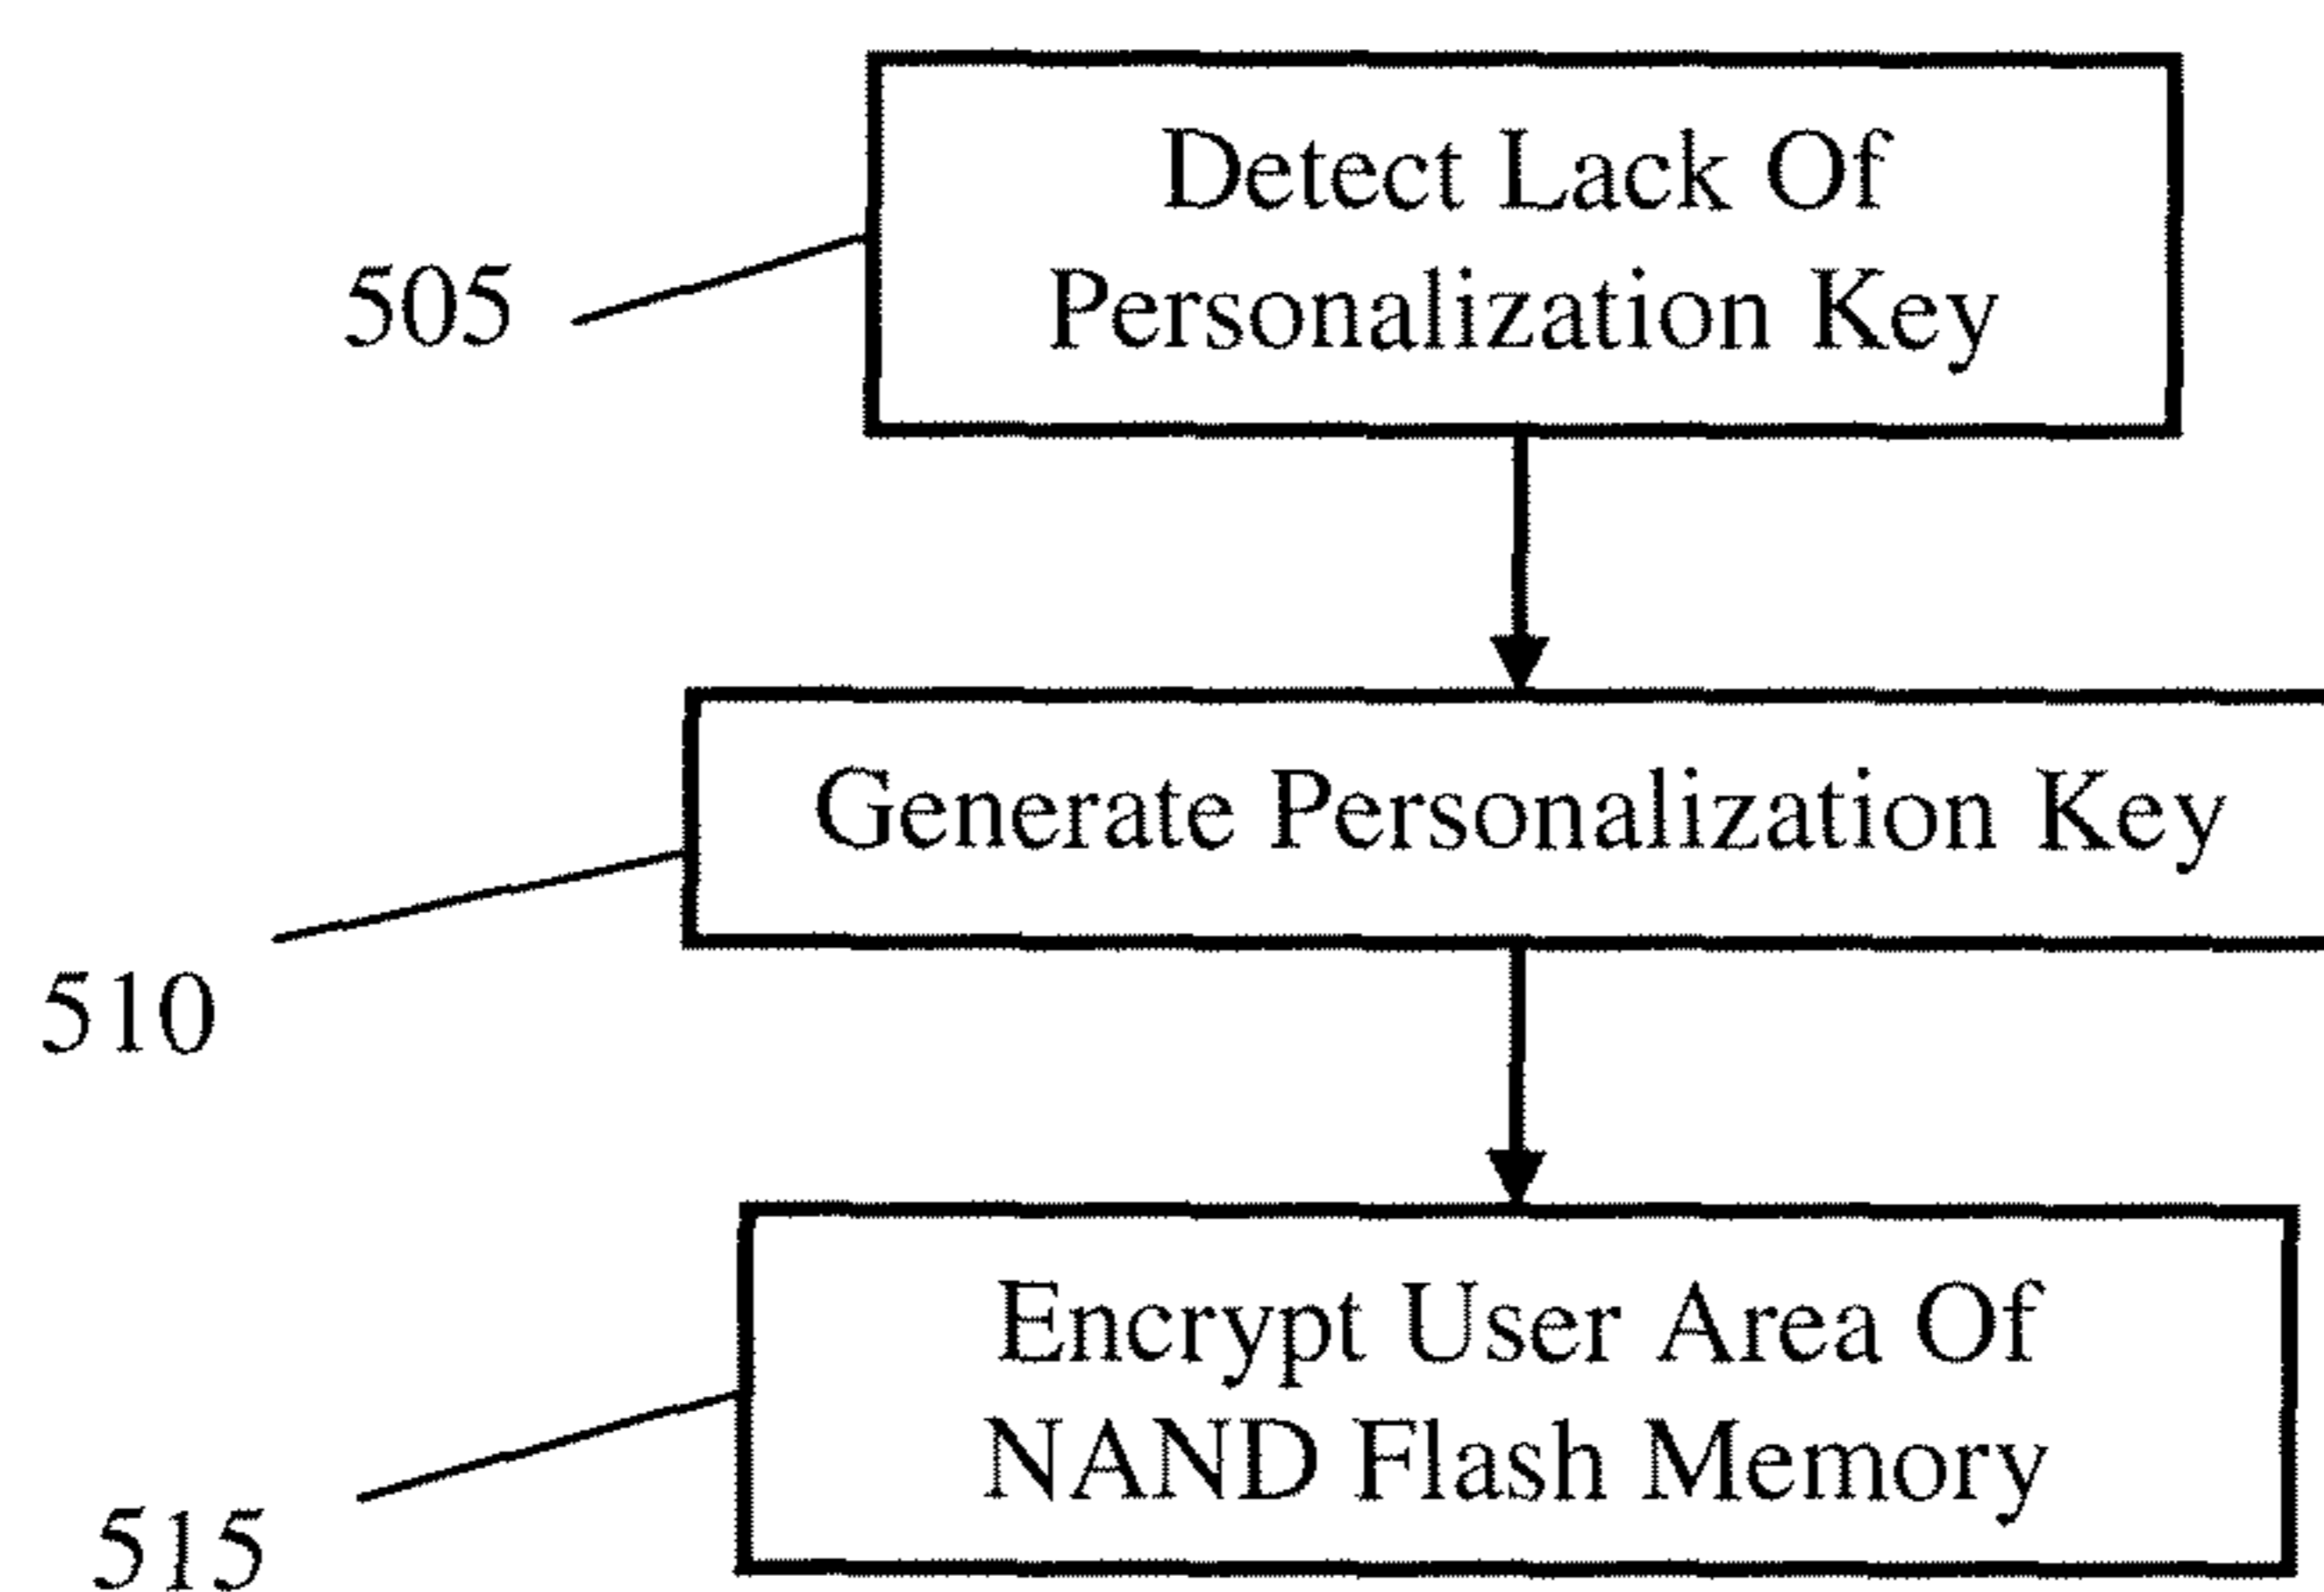 Detect Lack Of
Personalization Key
505
Generate Personalization Key
510
Encrypt User Area Of
NAND Flash Memory
515